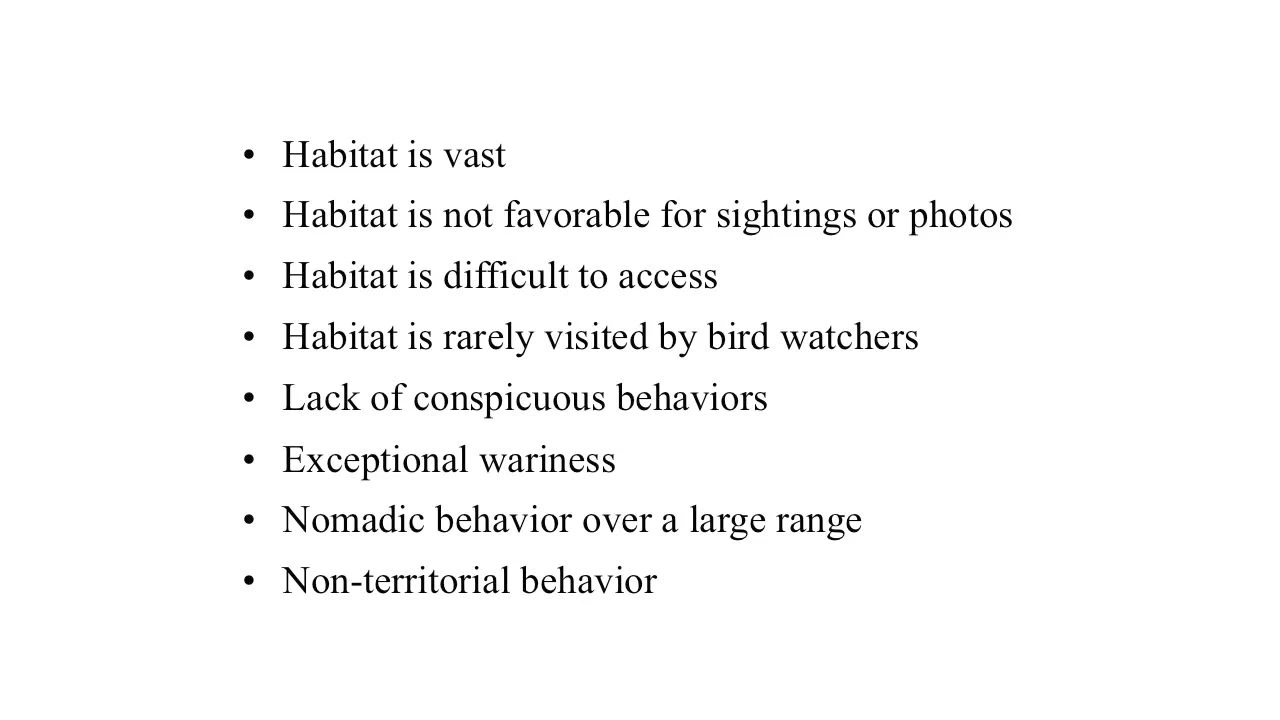 • Habitat is vast
• Habitat is not favorable for sightings or photos
• Habitat is difficult to access
• Habitat is rarely visited by bird watchers
• Lack of conspicuous behaviors
• Exceptional wariness
• Nomadic behavior over a large range
• Non-territorial behavior